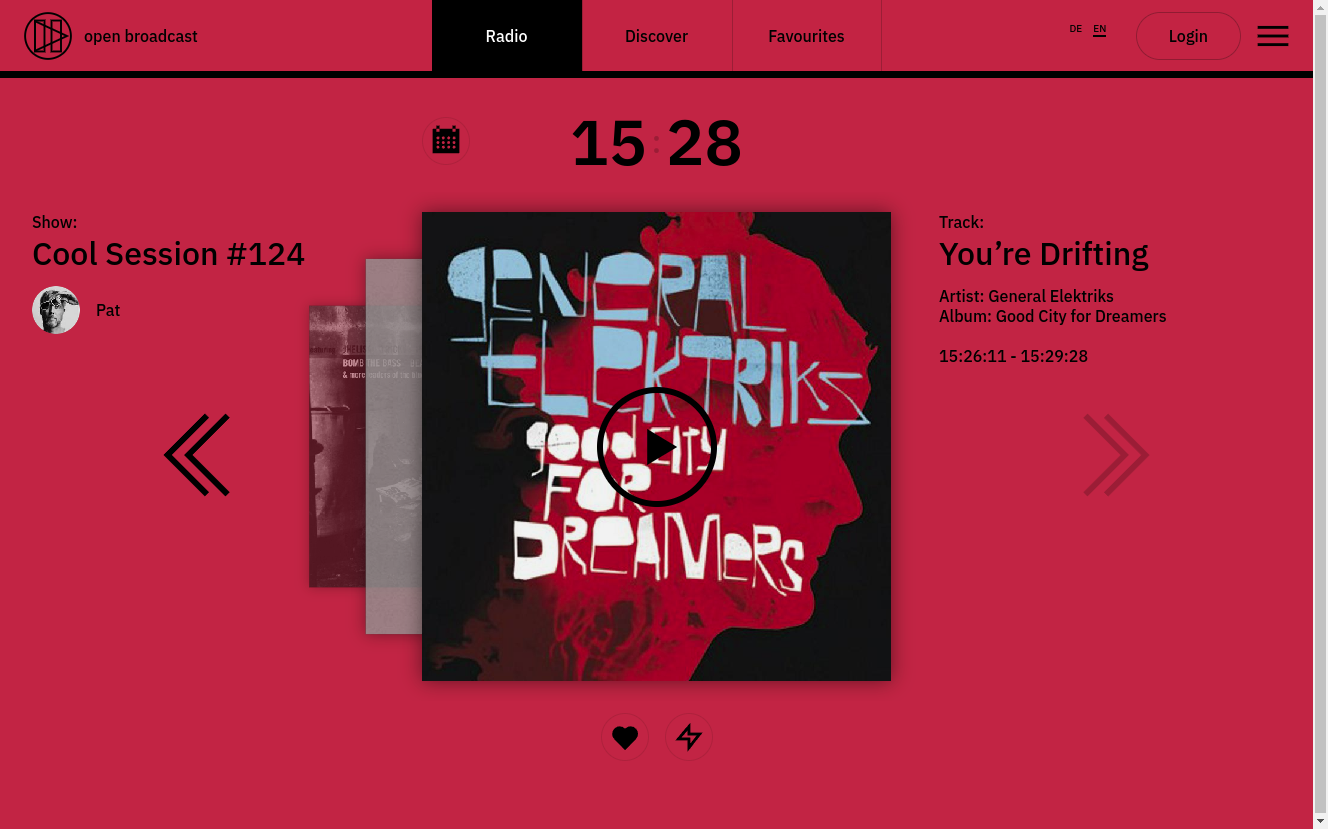 open broadcast
Radio
Discover
Favourites
DE EN
Login
15:28
Show:
Cool Session #124
Pat
BOMB THE BASS
GENERAL
ELEKTRIKS
good city
FOR
DREAMERS
Track:
You’re Drifting
Artist: General Elektriks
Album: Good City for Dreamers
15:26:11 - 15:29:28